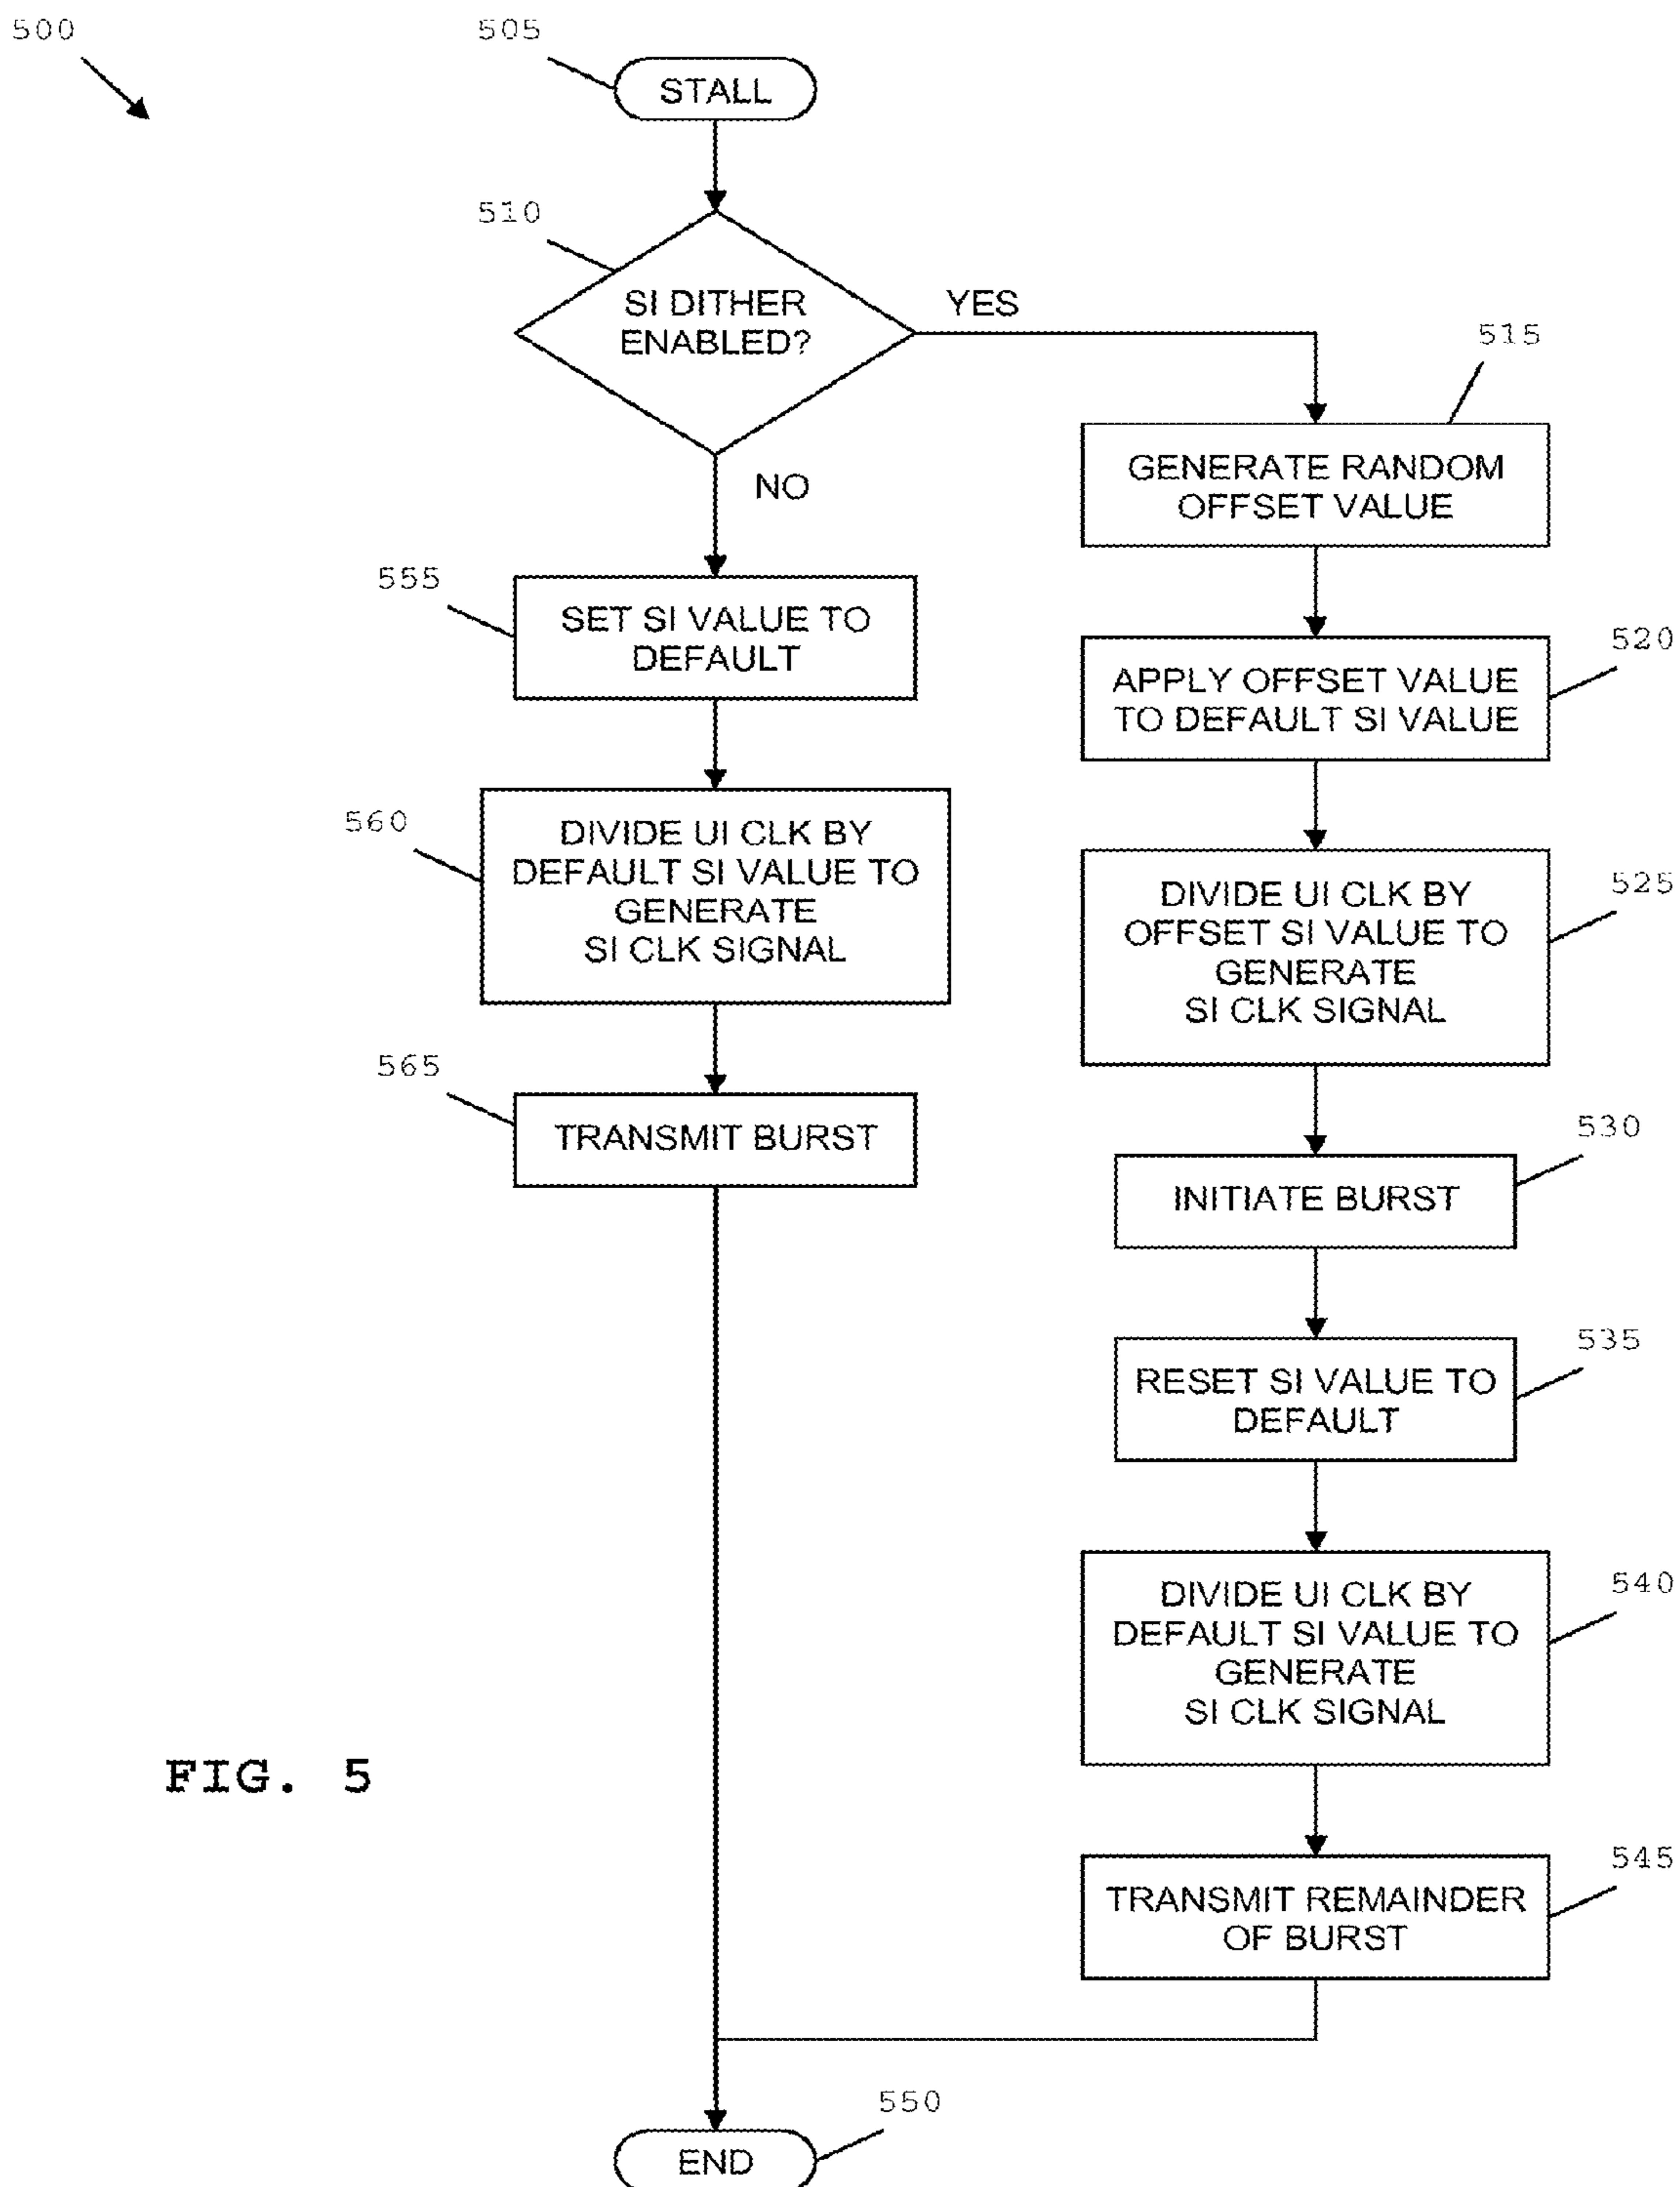 500
505
STALL
510
SI DITHER
ENABLED?
YES
NO
515
GENERATE RANDOM
OFFSET VALUE
555
SET SI VALUE TO
DEFAULT
520
APPLY OFFSET VALUE
TO DEFAULT SI VALUE
560
DIVIDE UI CLK BY
DEFAULT SI VALUE TO
GENERATE
SI CLK SIGNAL
525
DIVIDE UI CLK BY
OFFSET SI VALUE TO
GENERATE
SI CLK SIGNAL
565
TRANSMIT BURST
530
INITIATE BURST
535
RESET SI VALUE TO
DEFAULT
540
DIVIDE UI CLK BY
DEFAULT SI VALUE TO
GENERATE
SI CLK SIGNAL
FIG. 5
545
TRANSMIT REMAINDER
OF BURST
550
END